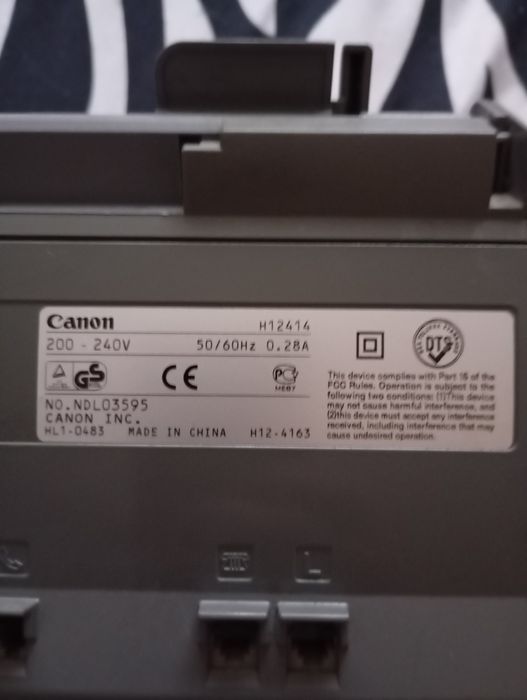 Canon H12414
200 - 240V 50/60Hz 0.28A
GS CE
ME67
NO.NDL03595
CANON INC.
HL1-0483 MADE IN CHINA H12-4163
DTS
This device complies with Part 15 of the
FCC Rules. Operation is subject to the
following two conditions: (1)This device
may not cause harmful interference, and
(2)this device must accept any interference
received, including interference that may
cause undesired operation.
L